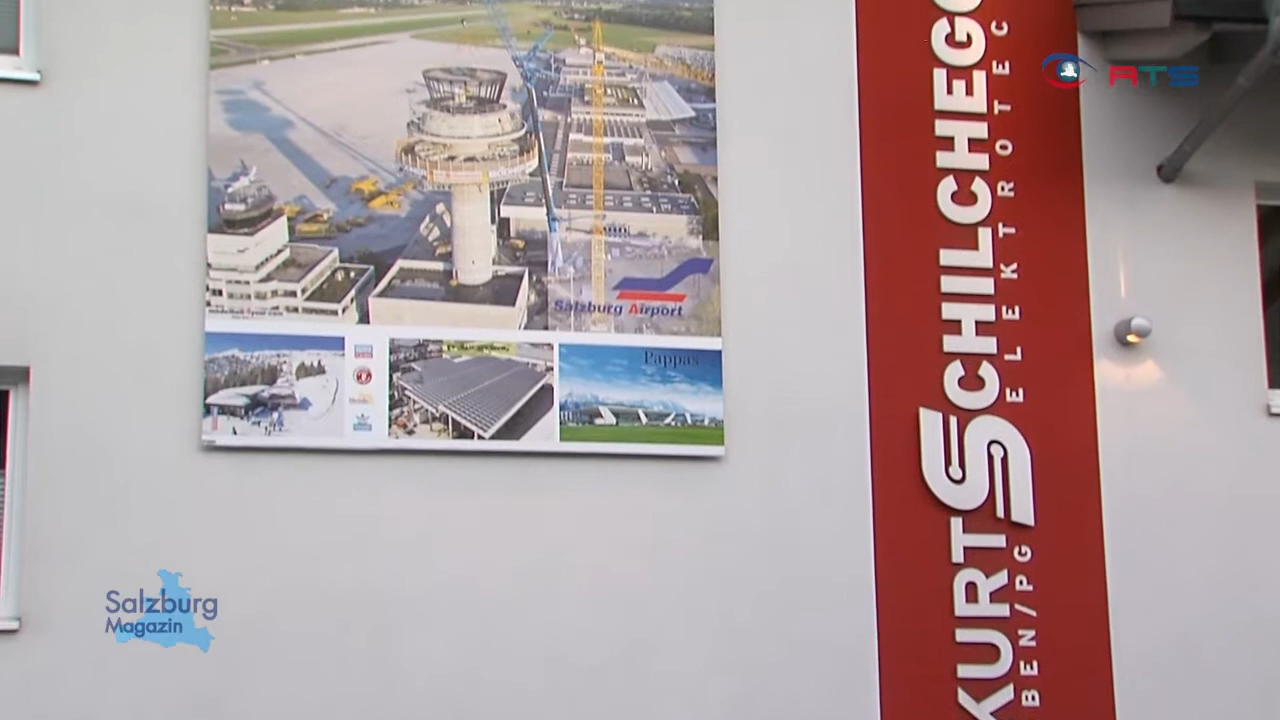 RTS
Salzburg Airport
Pappas
KURT SCHILCHEGG
BEN/PG ELEKTROTEC
Salzburg
Magazin